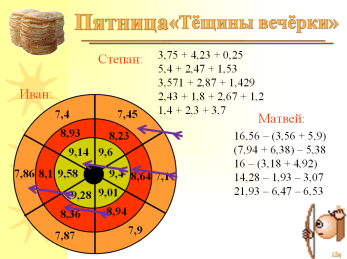 Пятница«Тёщины вечёрки»
Степан:
3,75 + 4,23 + 0,25
5,4 + 2,47 + 1,53
3,571 + 2,87 + 1,429
2,43 + 1,8 + 2,67 + 1,2
1,4 + 2,3 + 3,7
Иван:
7,4 7,45
8,93 8,23
9,14 9,6
7,86 8,1 9,58 9,4 8,64
9,28 9,01
8,36 8,94
7,87 7,9
Матвей:
16,56 – (3,56 + 5,9)
(7,94 + 6,38) – 5,38
16 – (3,18 + 4,92)
14,28 – 1,93 – 3,07
21,93 – 6,47 – 6,53